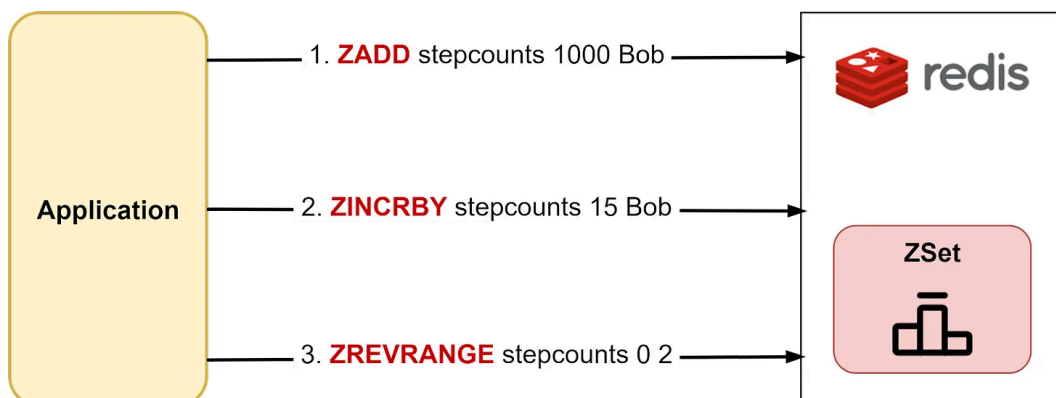 1. ZADD stepcounts 1000 Bob
redis
Application
2. ZINCRBY stepcounts 15 Bob
ZSet
3. ZREVRANGE stepcounts 0 2